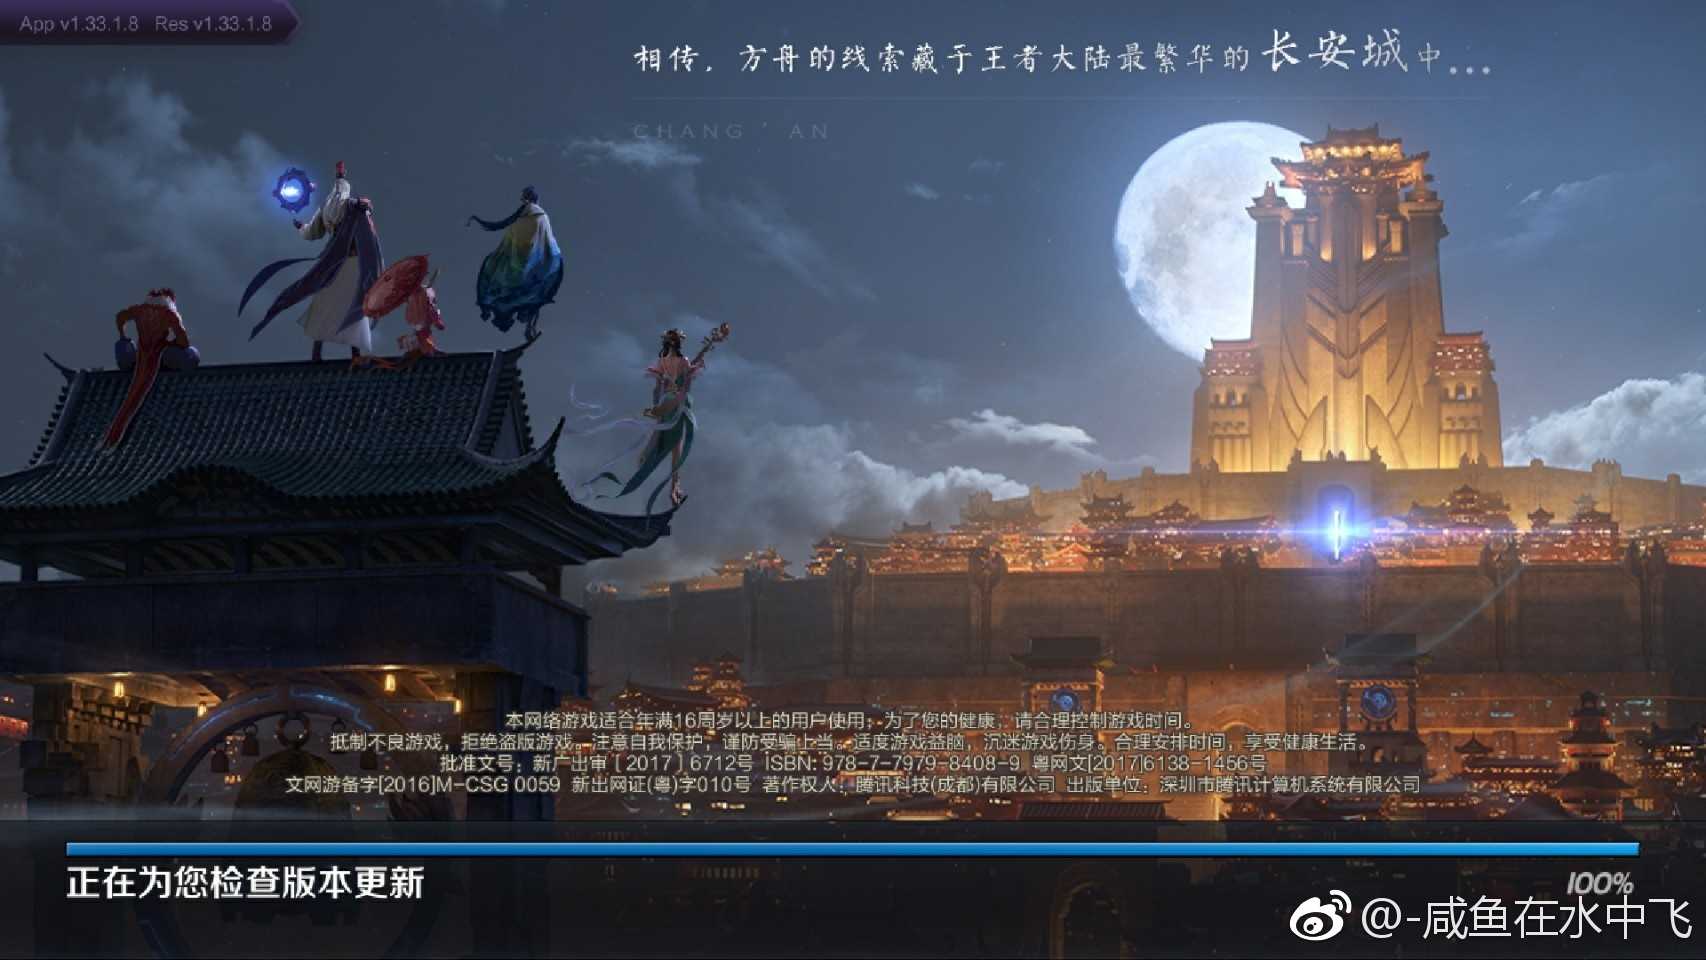 App v1.33.1.8 Res v1.33.1.8
相传，方舟的线索藏于王者大陆最繁华的长安城中...
CHANG'AN
本网络游戏适合年满16周岁以上的用户使用；为了您的健康，请合理控制游戏时间。
抵制不良游戏，拒绝盗版游戏。注意自我保护，谨防受骗上当。适度游戏益脑，沉迷游戏伤身。合理安排时间，享受健康生活。
批准文号：新广出审［2017］6712号 ISBN: 978-7-7979-8408-9 粤网文[2017]6138-1456号
文网游备字[2016]M-CSG 0059 新出网证(粤)字010号 著作权人：腾讯科技(成都)有限公司 出版单位：深圳市腾讯计算机系统有限公司
正在为您检查版本更新
100%
@-咸鱼在水中飞